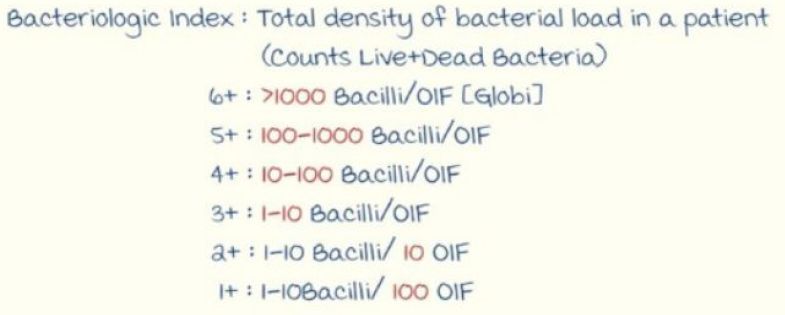 Bacteriologic Index : Total density of bacterial load in a patient
(Counts Live+Dead Bacteria)
6+ : >1000 Bacilli/OIF [Globi]
5+ : 100-1000 Bacilli/OIF
4+ : 10-100 Bacilli/OIF
3+ : 1-10 Bacilli/OIF
2+ : 1-10 Bacilli/ 10 OIF
1+ : 1-10Bacilli/ 100 OIF